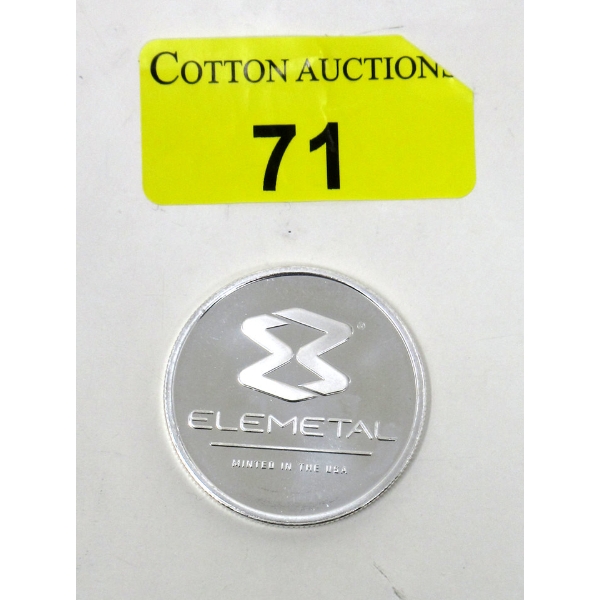 COTTON AUCTIONS
71
®
ELEMETAL
MINTED IN THE USA